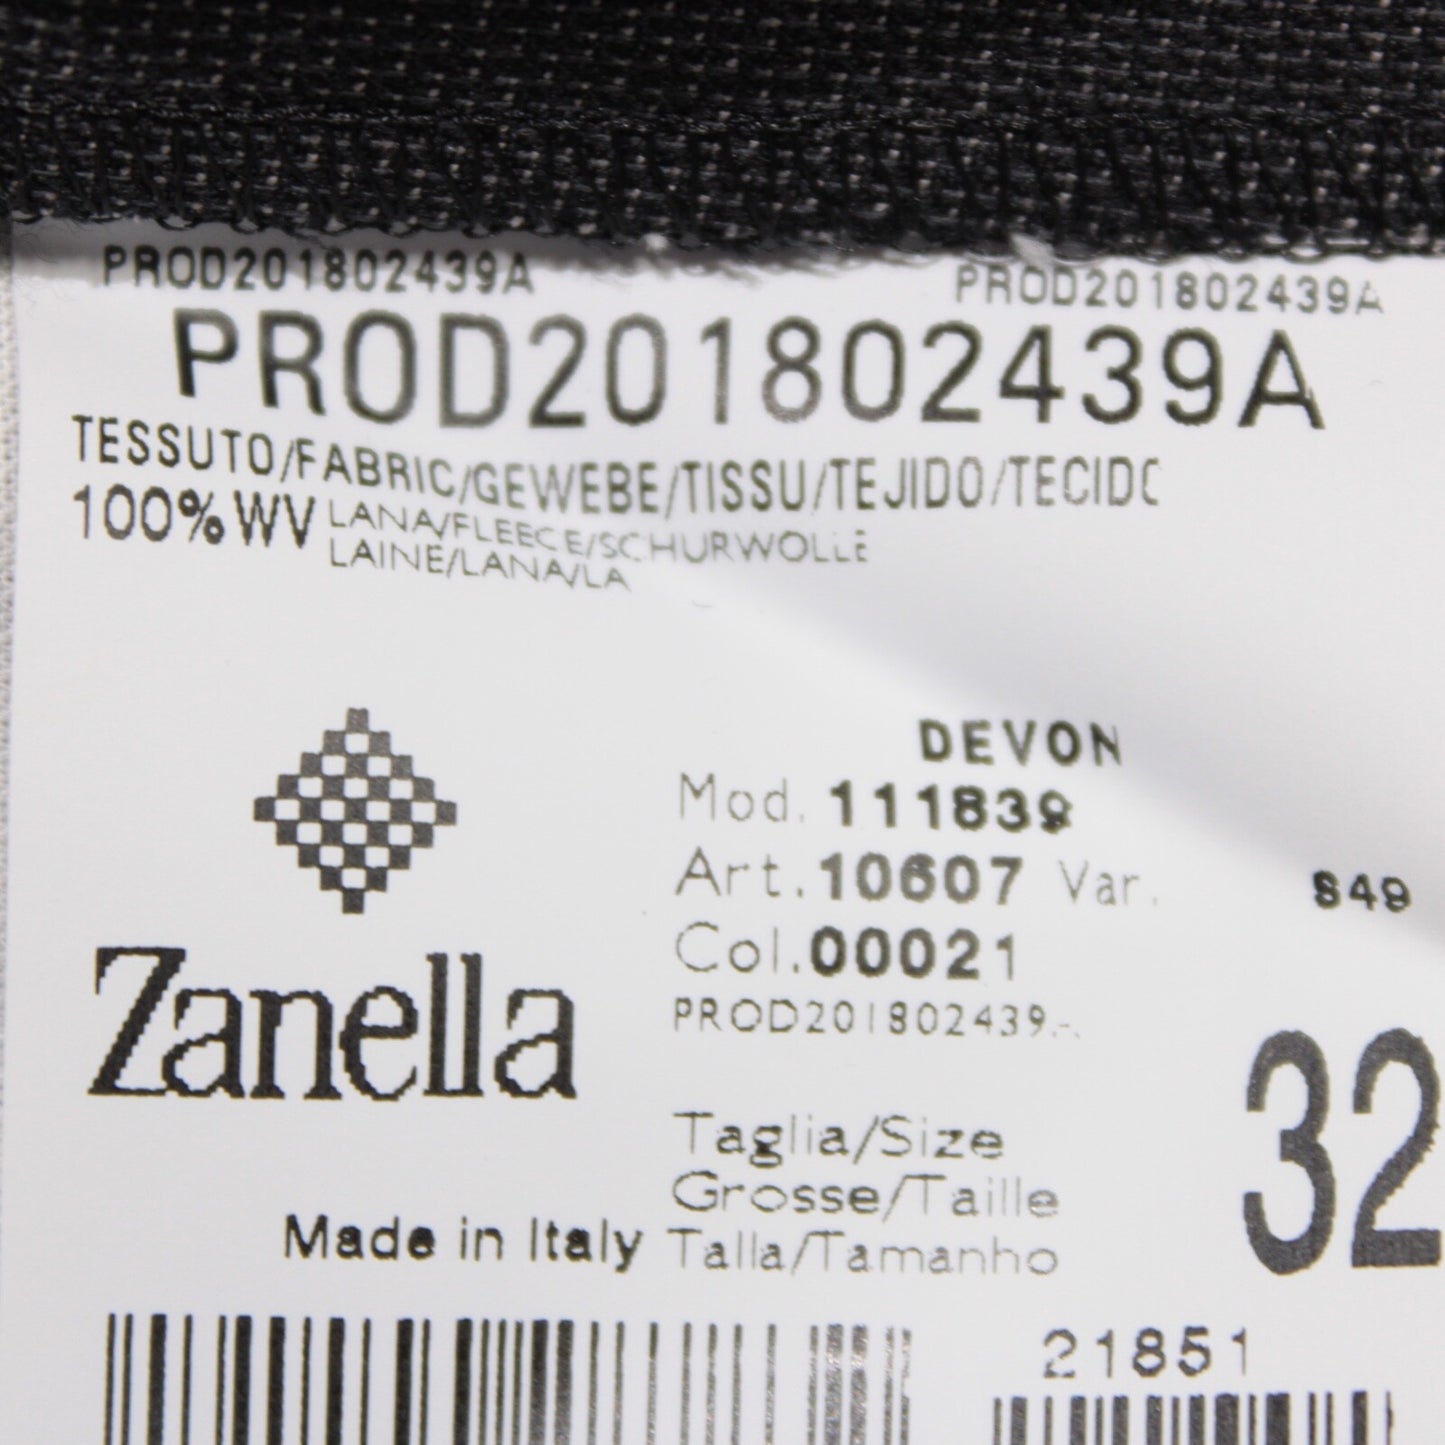 PROD201802439A PROD201802439A
PROD201802439A
TESSUTO/FABRIC/GEWEBE/TISSU/TEJIDO/TECIDO
100% WV LANA/FLEECE/SCHURWOLLE
LAINE/LANA/LA
DEVON
Mod. 111839
Art. 10607 Var. 849
Col. 00021
PROD201802439
Zanella
Taglia/Size
Grosse/Taille
Talla/Tamanho
32
Made in Italy
21851